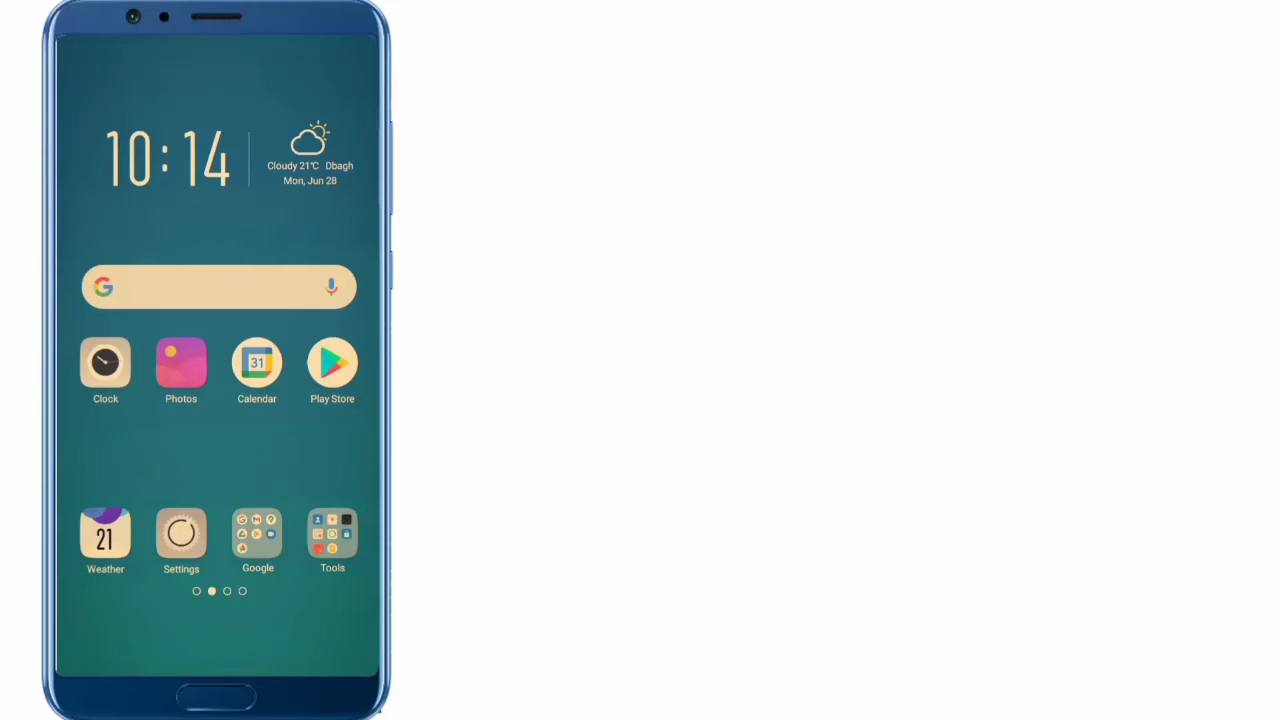 10:14
Cloudy 21°C Dbagh
Mon, Jun 28
G
31
Clock Photos Calendar Play Store
21
Weather Settings Google Tools